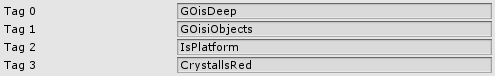 Tag 0 GOisDeep
Tag 1 GOisiObjects
Tag 2 IsPlatform
Tag 3 CrystallsRed